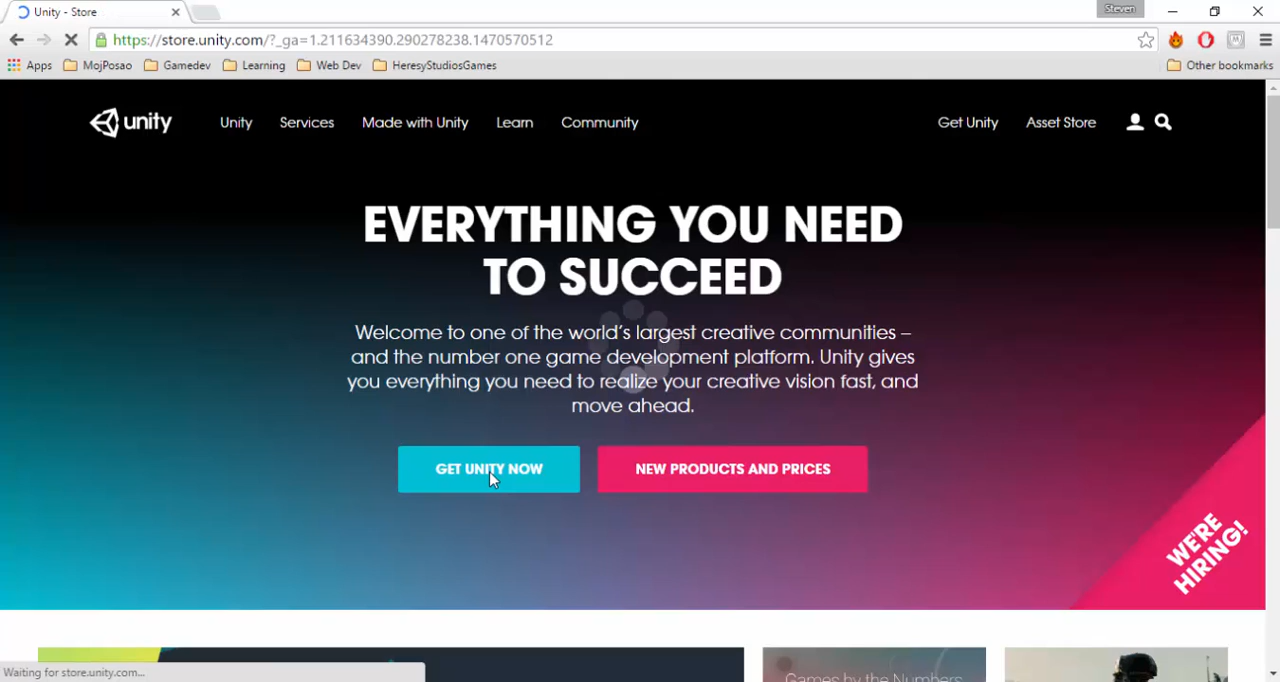 Unity - Store
Steven
https://store.unity.com/?_ga=1.211634390.290278238.1470570512
Apps MojPosao Gamedev Learning Web Dev HeresyStudiosGames Other bookmarks
unity Unity Services Made with Unity Learn Community Get Unity Asset Store
EVERYTHING YOU NEED
TO SUCCEED
Welcome to one of the world's largest creative communities –
and the number one game development platform. Unity gives
you everything you need to realize your creative vision fast, and
move ahead.
GET UNITY NOW NEW PRODUCTS AND PRICES
WE'RE
HIRING!
Games by the Numbers
Waiting for store.unity.com...